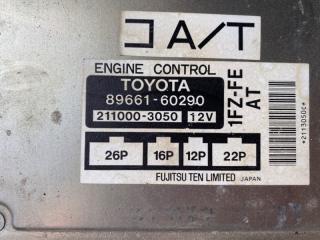 コ A/T
ENGINE CONTROL
TOYOTA
89661-60290
211000-3050 12V
1FZ-FE
AT
26P 16P 12P 22P
FUJITSU TEN LIMITED JAPAN
*2113050C*